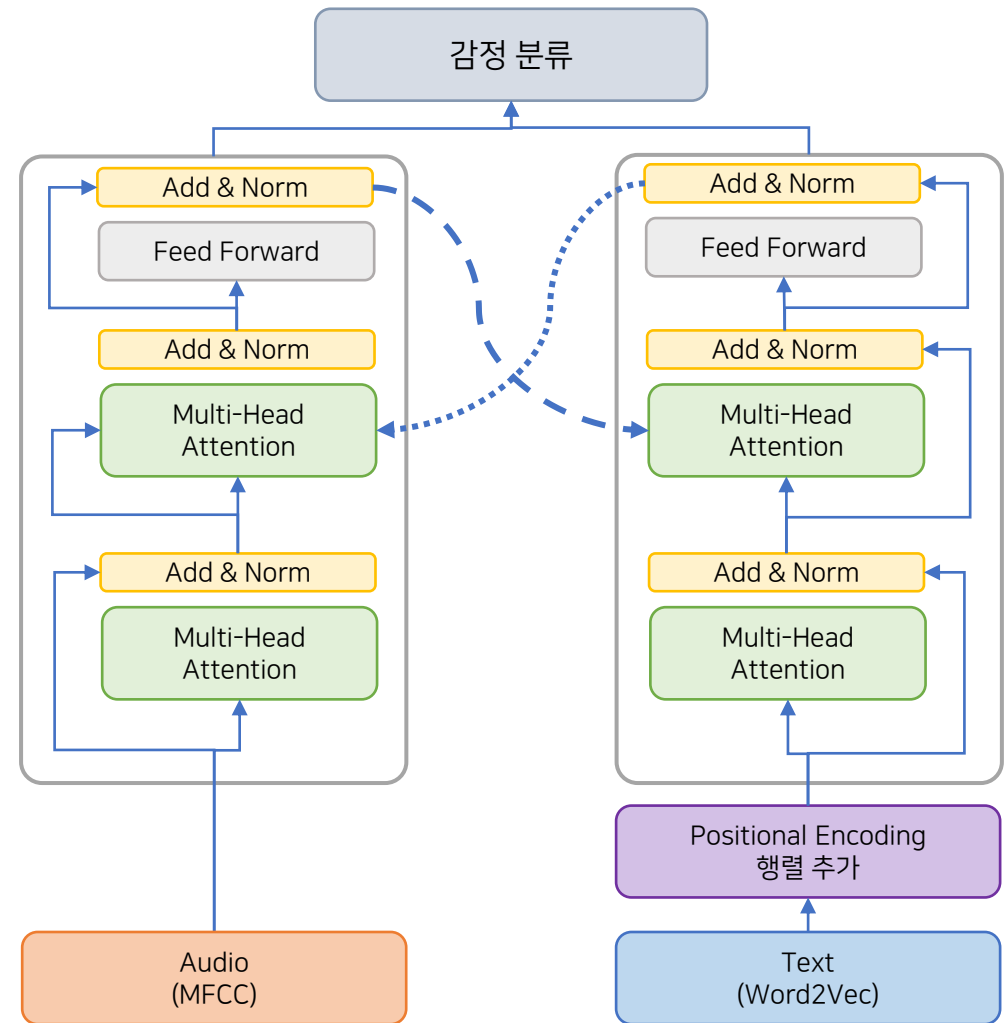 감정 분류
Add & Norm
Feed Forward
Add & Norm
Multi-Head
Attention
Add & Norm
Multi-Head
Attention
Audio
(MFCC)
Add & Norm
Feed Forward
Add & Norm
Multi-Head
Attention
Add & Norm
Multi-Head
Attention
Positional Encoding
행렬 추가
Text
(Word2Vec)